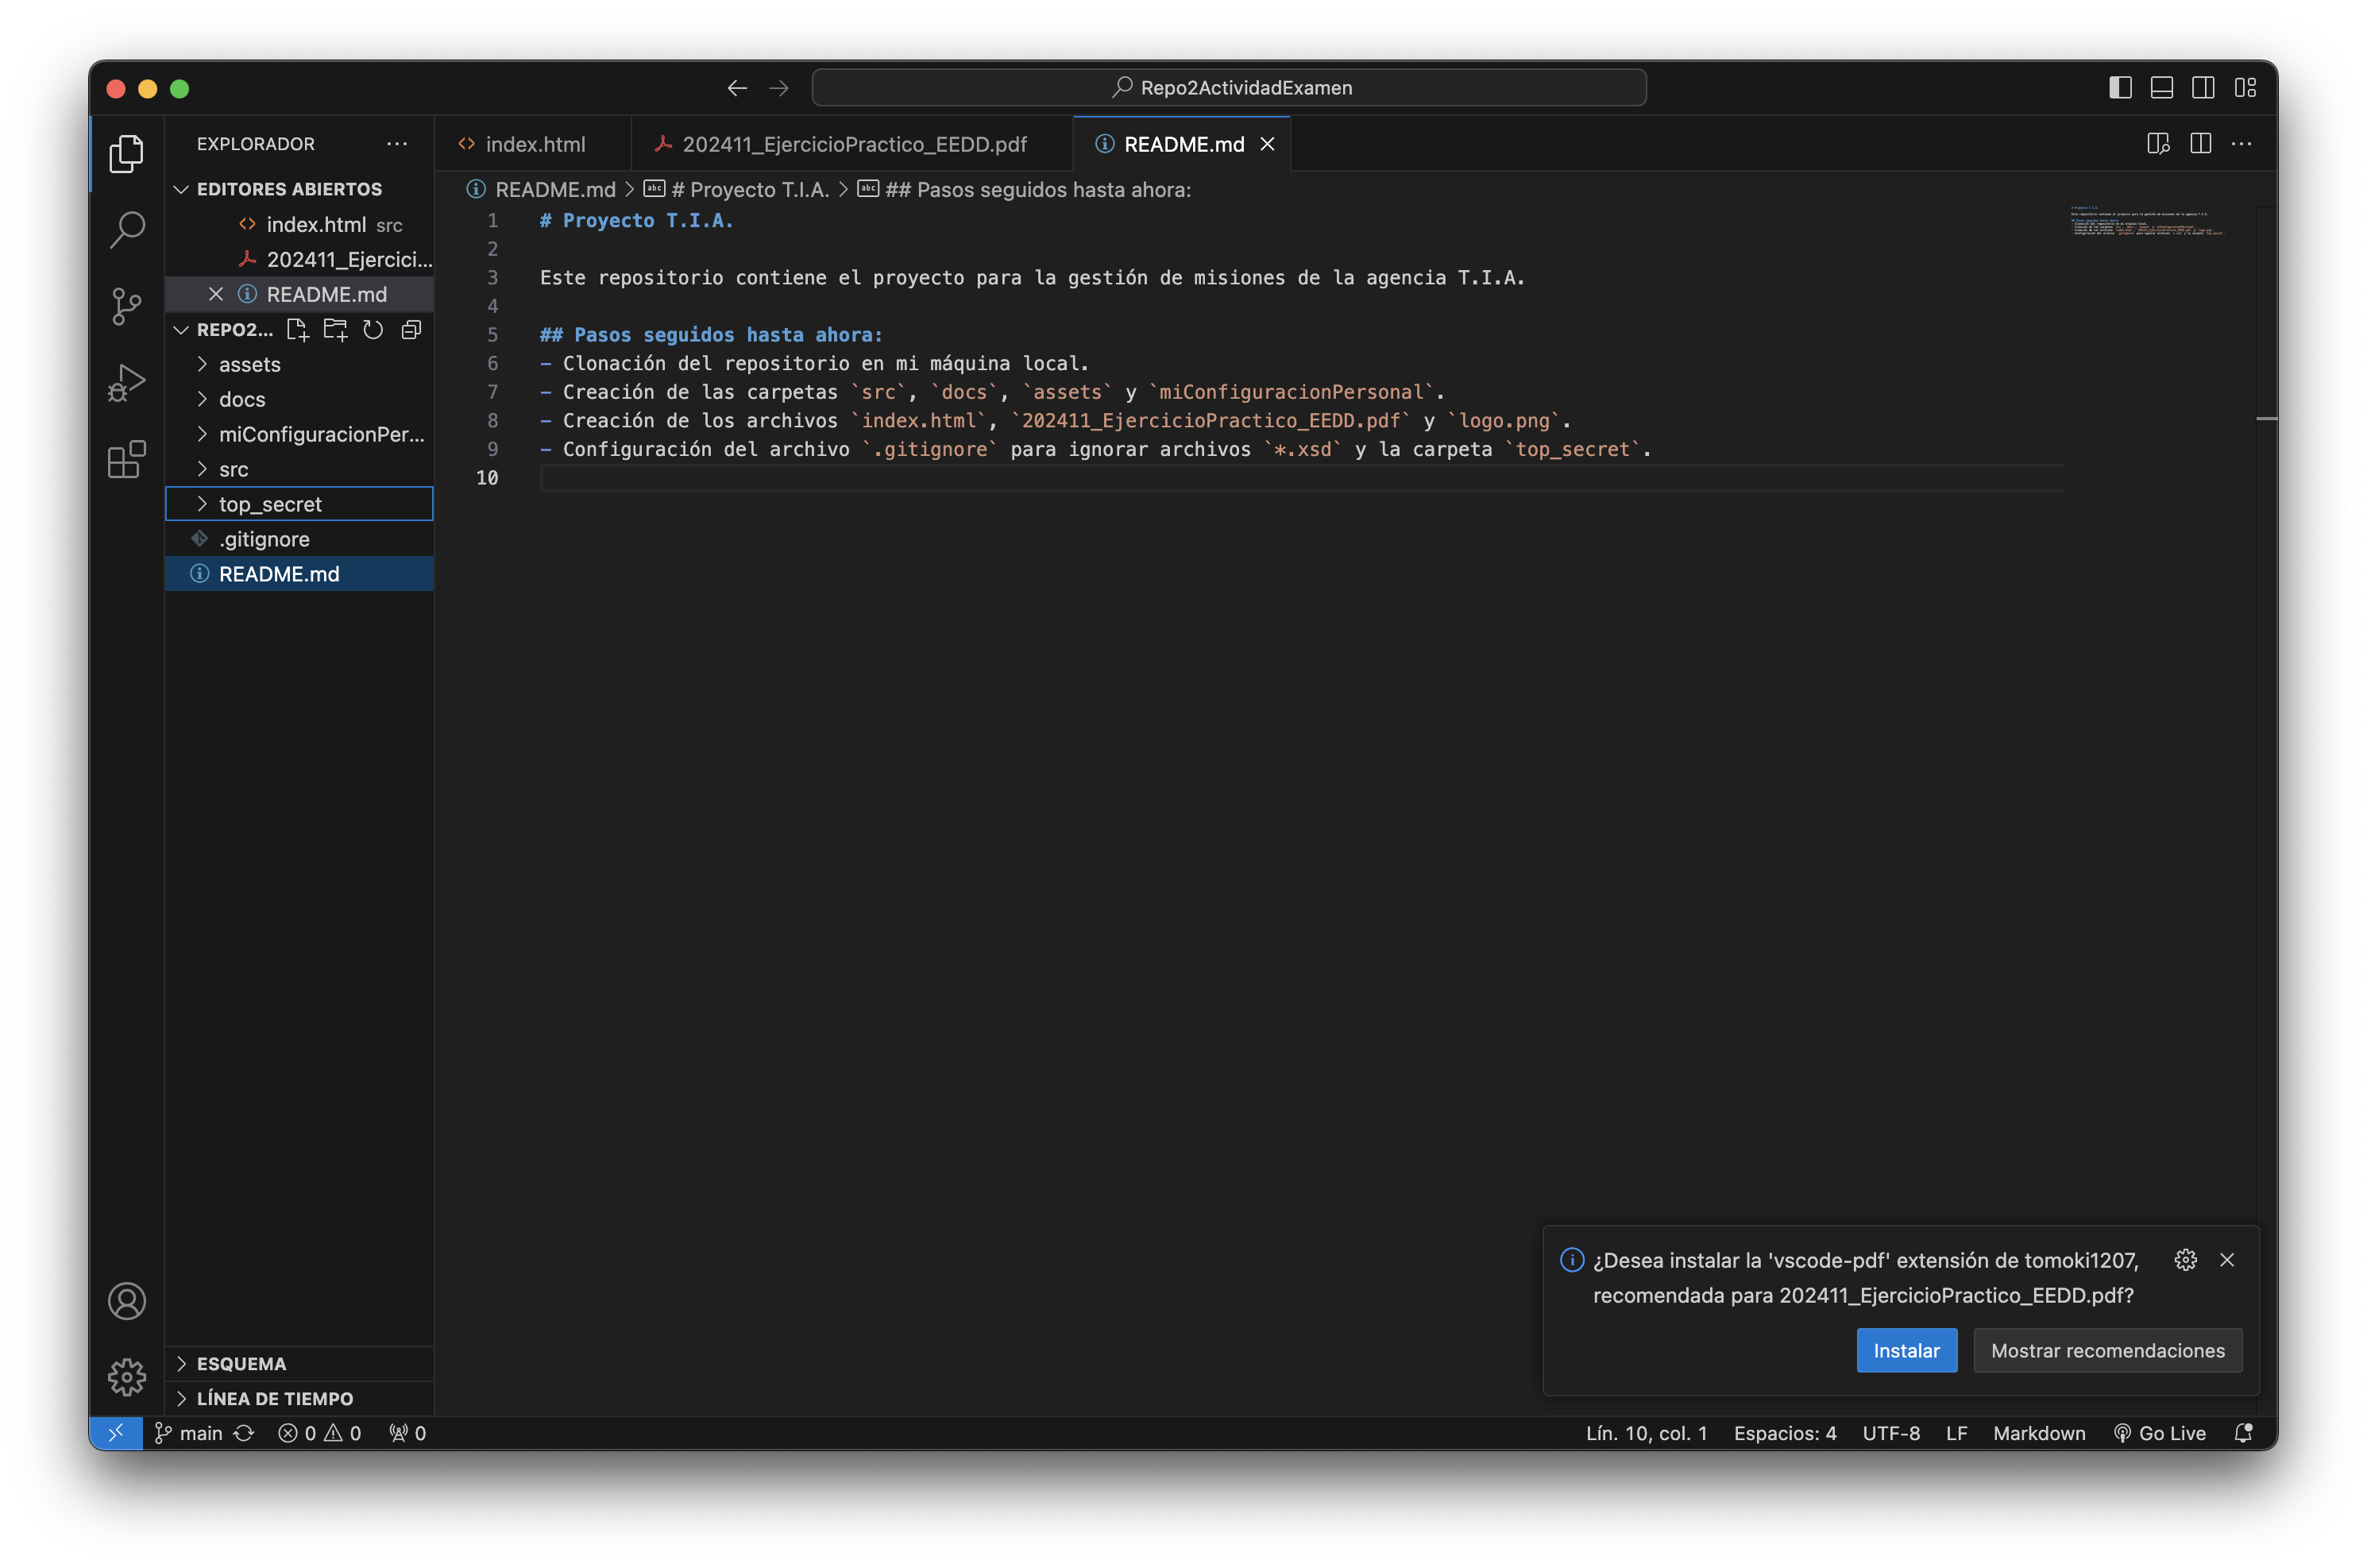 Repo2ActividadExamen
EXPLORADOR
EDITORES ABIERTOS
index.html src
202411_Ejercici...
README.md
REPO2...
assets
docs
miConfiguracionPer...
src
top_secret
.gitignore
README.md
ESQUEMA
LÍNEA DE TIEMPO
index.html
202411_EjercicioPractico_EEDD.pdf
README.md
README.md > # Proyecto T.I.A. > ## Pasos seguidos hasta ahora:
1 # Proyecto T.I.A.
2
3 Este repositorio contiene el proyecto para la gestión de misiones de la agencia T.I.A.
4
5 ## Pasos seguidos hasta ahora:
6 - Clonación del repositorio en mi máquina local.
7 - Creación de las carpetas `src`, `docs`, `assets` y `miConfiguracionPersonal`.
8 - Creación de los archivos `index.html`, `202411_EjercicioPractico_EEDD.pdf` y `logo.png`.
9 - Configuración del archivo `.gitignore` para ignorar archivos `*.xsd` y la carpeta `top_secret`.
10
¿Desea instalar la 'vscode-pdf' extensión de tomoki1207,
recomendada para 202411_EjercicioPractico_EEDD.pdf?
Instalar
Mostrar recomendaciones
main 0 0 0
Lín. 10, col. 1 Espacios: 4 UTF-8 LF Markdown Go Live